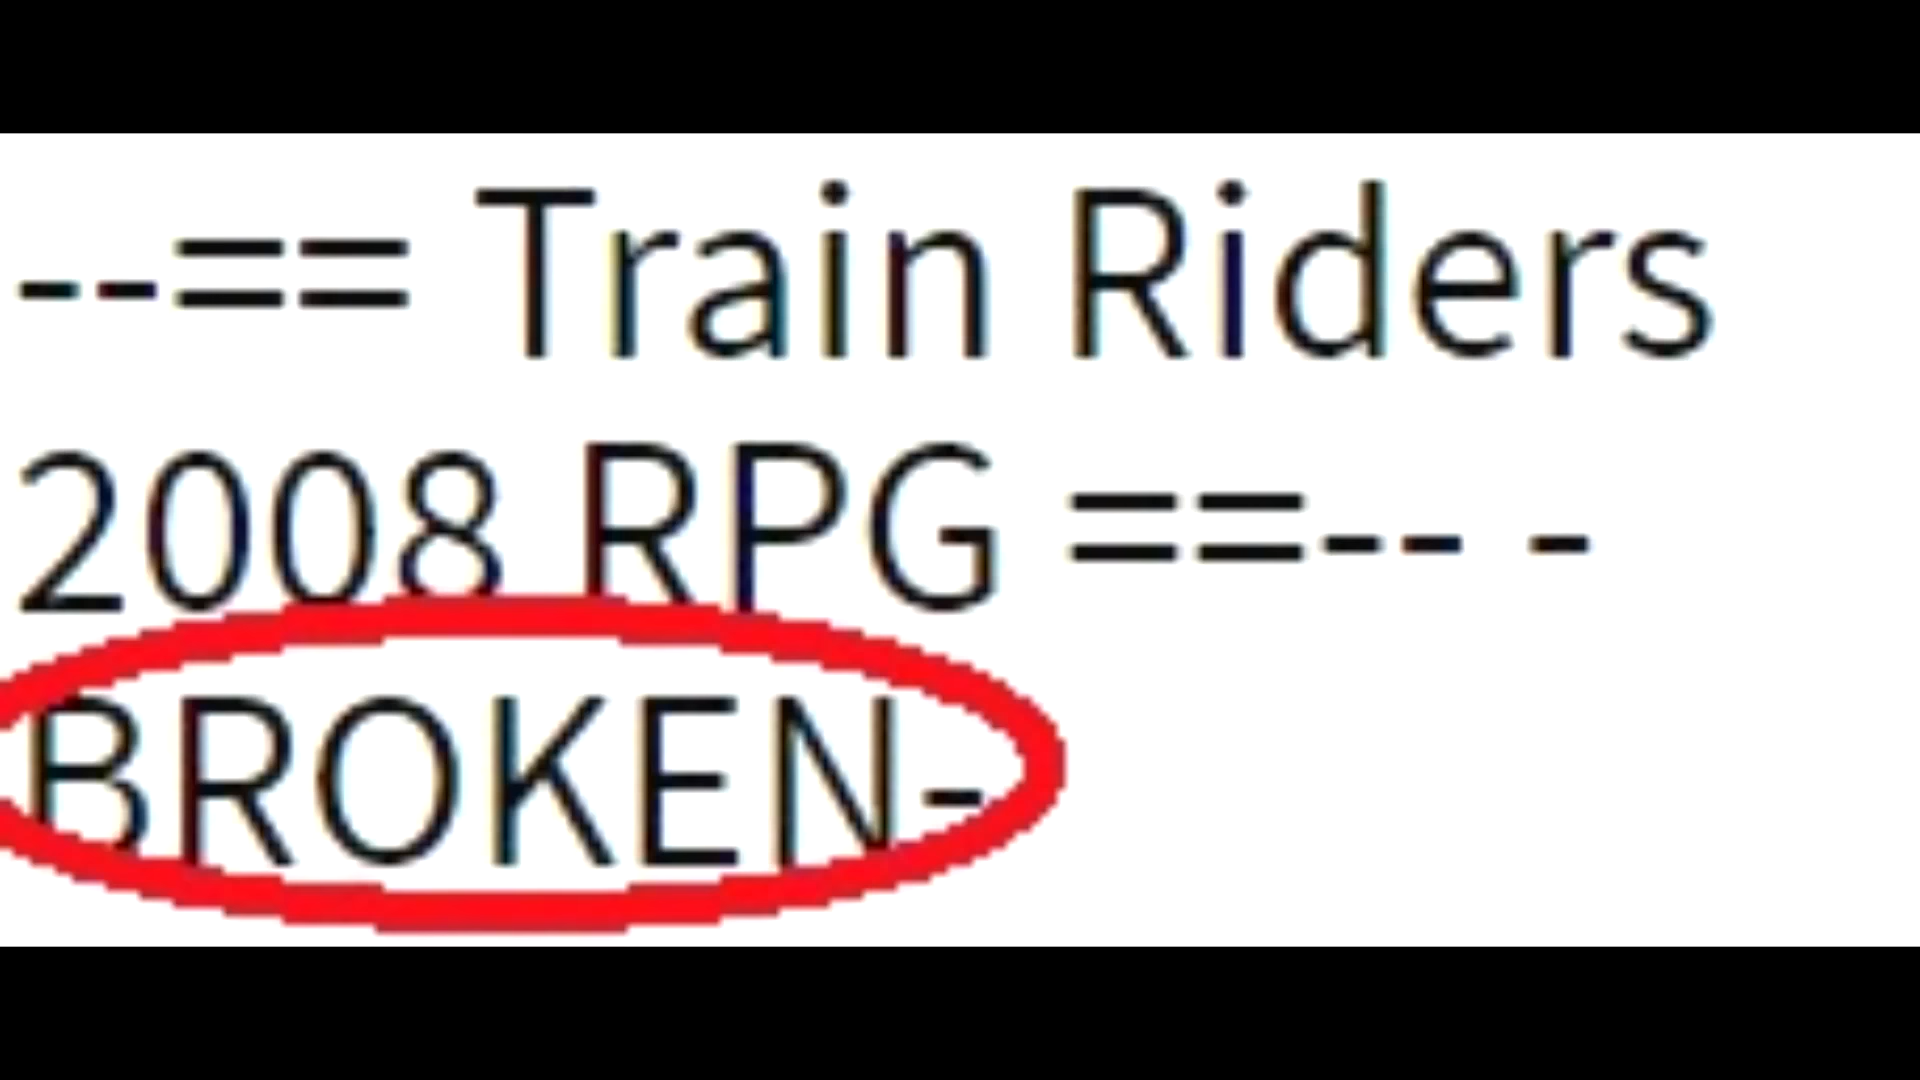 --== Train Riders
2008 RPG ==-- -
BROKEN-